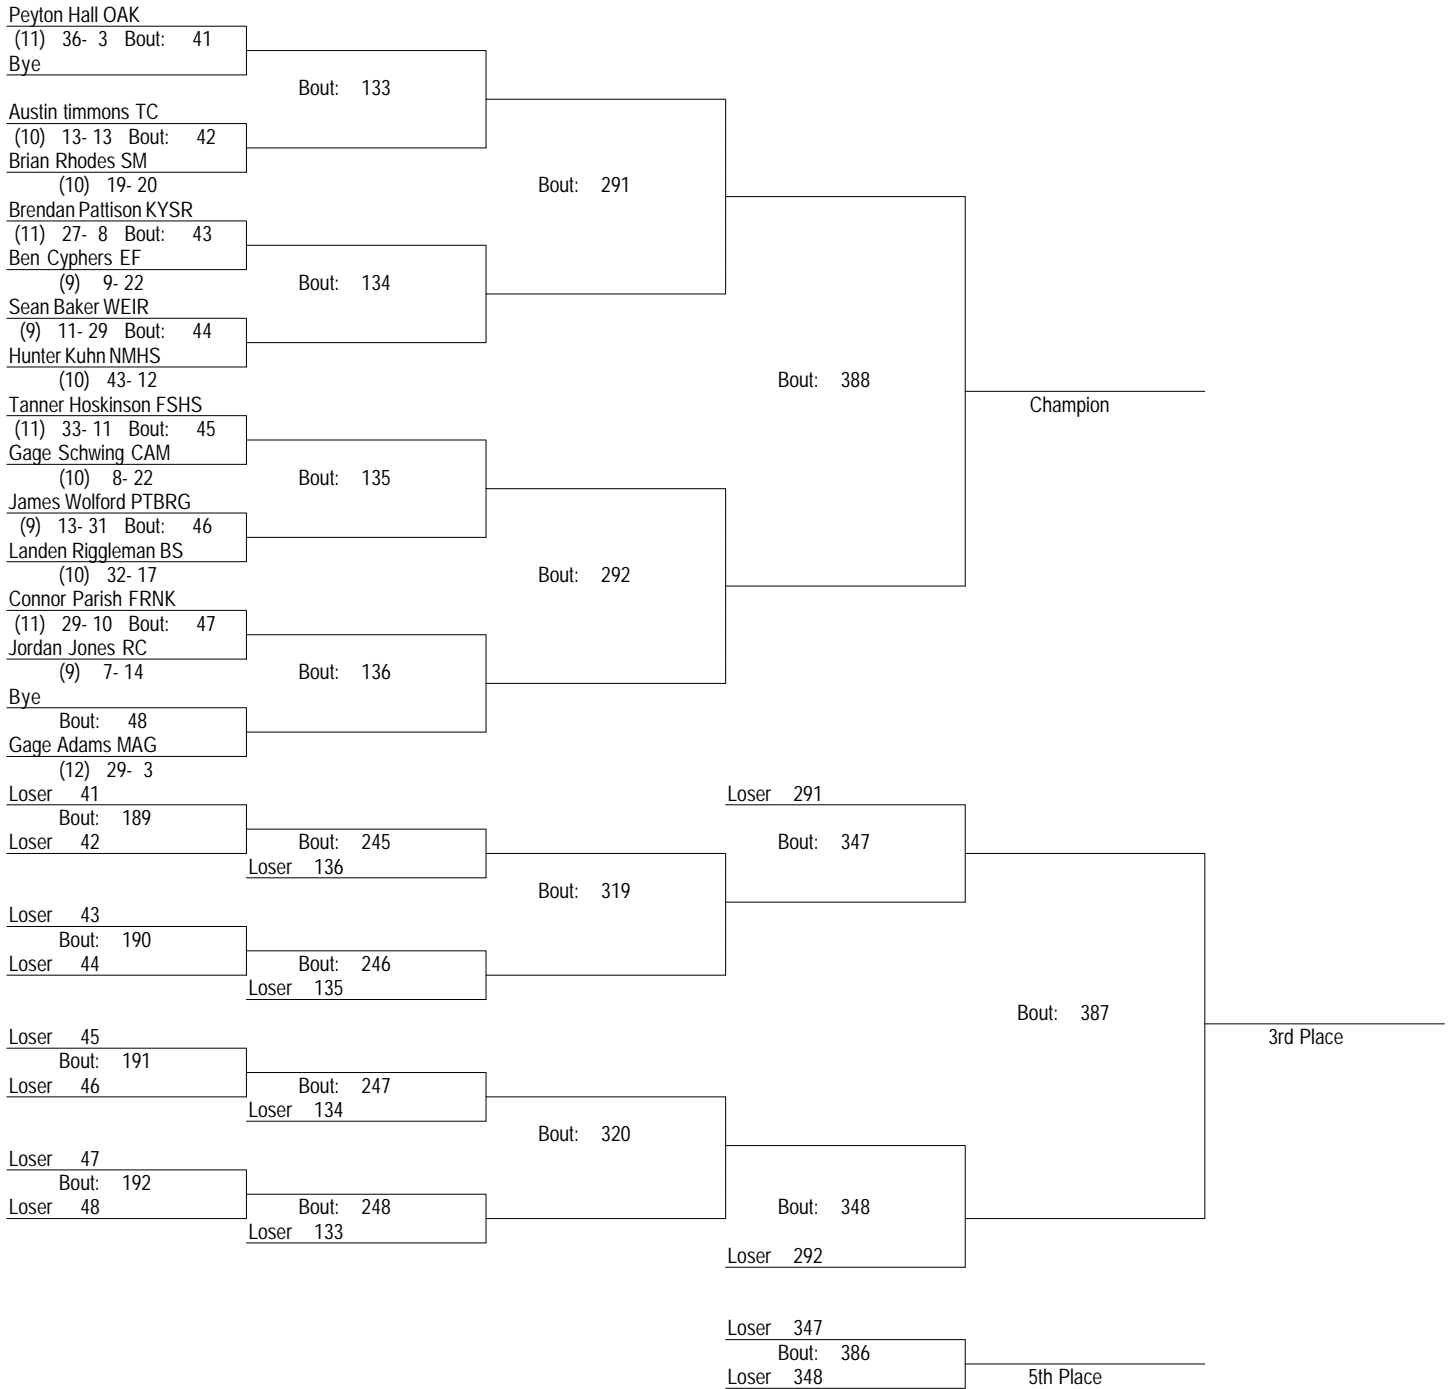 Peyton Hall OAK
(11) 36- 3 Bout: 41
Bye
Bout: 133
Austin timmons TC
(10) 13- 13 Bout: 42
Brian Rhodes SM
(10) 19- 20
Bout: 291
Brendan Pattison KYSR
(11) 27- 8 Bout: 43
Ben Cyphers EF
(9) 9- 22
Bout: 134
Sean Baker WEIR
(9) 11- 29 Bout: 44
Hunter Kuhn NMHS
(10) 43- 12
Bout: 388
Champion
Tanner Hoskinson FSHS
(11) 33- 11 Bout: 45
Gage Schwing CAM
(10) 8- 22
Bout: 135
James Wolford PTBRG
(9) 13- 31 Bout: 46
Landen Riggleman BS
(10) 32- 17
Bout: 292
Connor Parish FRNK
(11) 29- 10 Bout: 47
Jordan Jones RC
(9) 7- 14
Bout: 136
Bye
Bout: 48
Gage Adams MAG
(12) 29- 3
Loser 41
Bout: 189
Loser 42
Bout: 245
Loser 136
Loser 291
Bout: 347
Bout: 319
Loser 43
Bout: 190
Loser 44
Bout: 246
Loser 135
Bout: 387
3rd Place
Loser 45
Bout: 191
Loser 46
Bout: 247
Loser 134
Bout: 320
Loser 47
Bout: 192
Loser 48
Bout: 248
Loser 133
Bout: 348
Loser 292
Loser 347
Bout: 386
Loser 348
5th Place